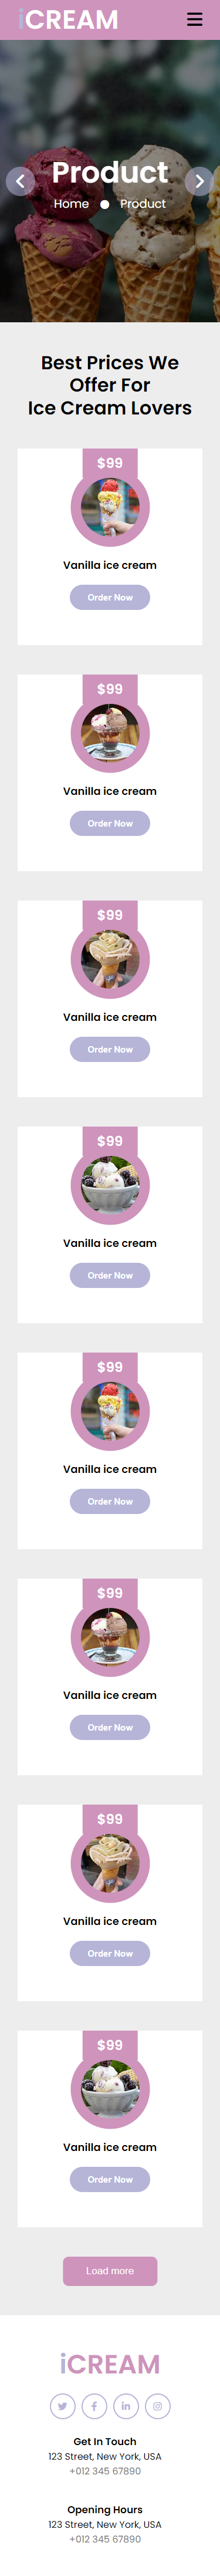 iCREAM
Product
Home Product
Best Prices We
Offer For
Ice Cream Lovers
$99
Vanilla ice cream
Order Now
$99
Vanilla ice cream
Order Now
$99
Vanilla ice cream
Order Now
$99
Vanilla ice cream
Order Now
$99
Vanilla ice cream
Order Now
$99
Vanilla ice cream
Order Now
$99
Vanilla ice cream
Order Now
$99
Vanilla ice cream
Order Now
Load more
iCREAM
Get In Touch
123 Street, New York, USA
+012 345 67890
Opening Hours
123 Street, New York, USA
+012 345 67890